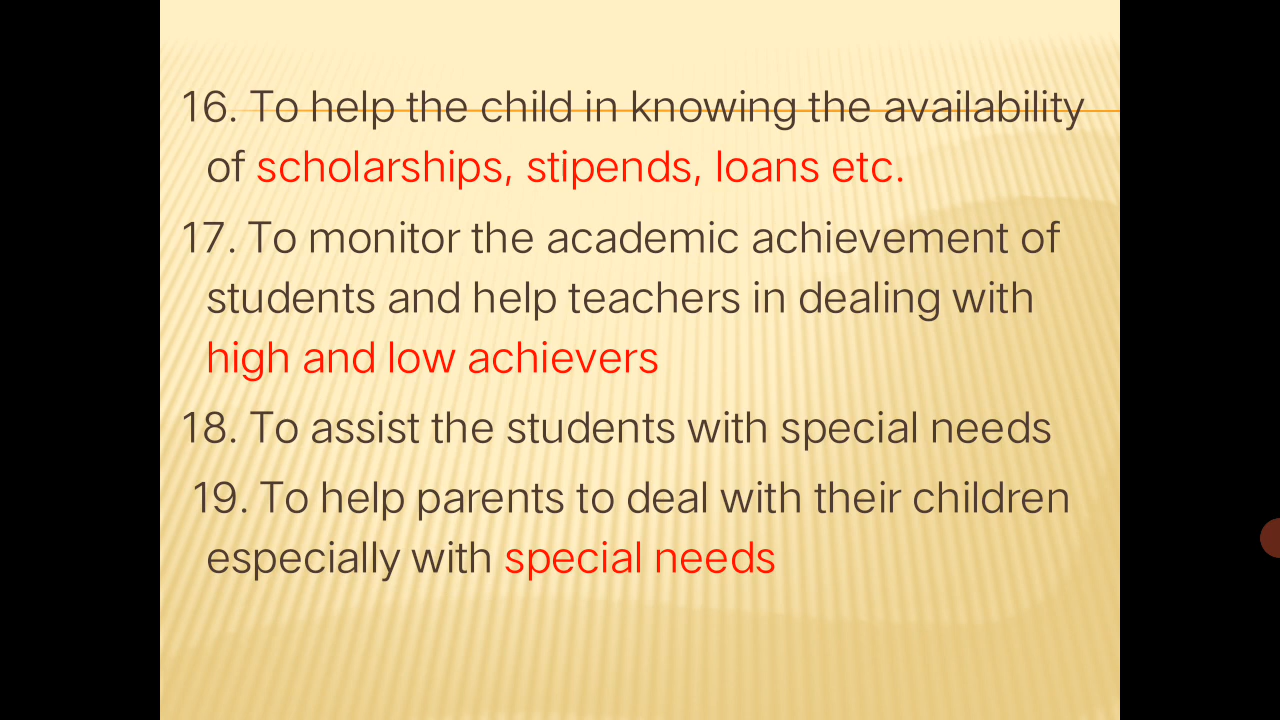 16. To help the child in knowing the availability
of scholarships, stipends, loans etc.
17. To monitor the academic achievement of
students and help teachers in dealing with
high and low achievers
18. To assist the students with special needs
19. To help parents to deal with their children
especially with special needs